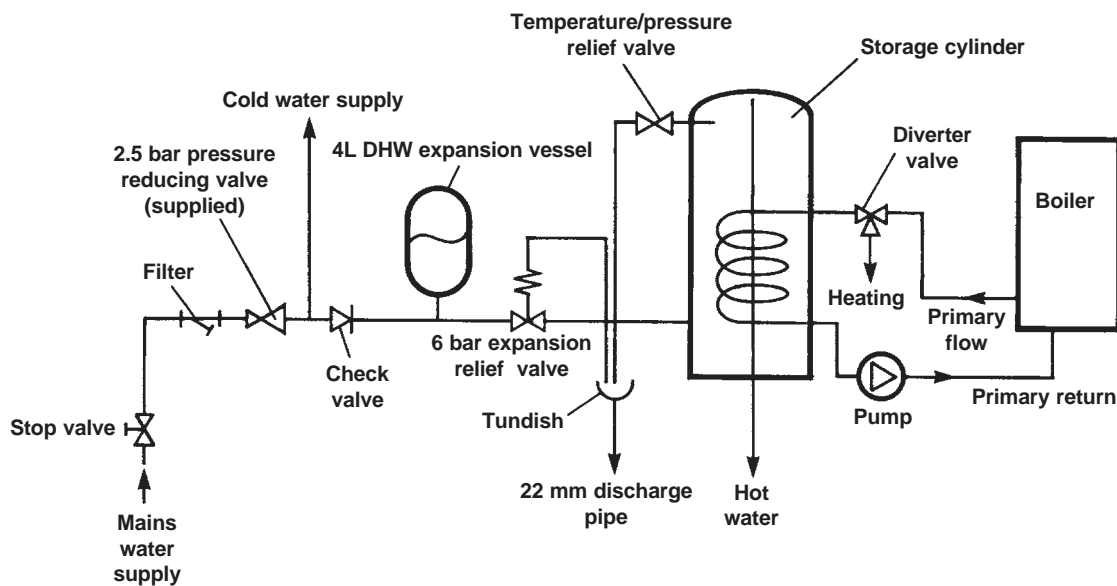 Temperature/pressure
relief valve
Storage cylinder
Cold water supply
Diverter
valve
2.5 bar pressure
reducing valve
(supplied)
4L DHW expansion vessel
Boiler
Filter
Heating
Primary
flow
6 bar expansion
relief valve
Check
valve
Primary return
Tundish
Pump
Stop valve
22 mm discharge
pipe
Hot
water
Mains
water
supply